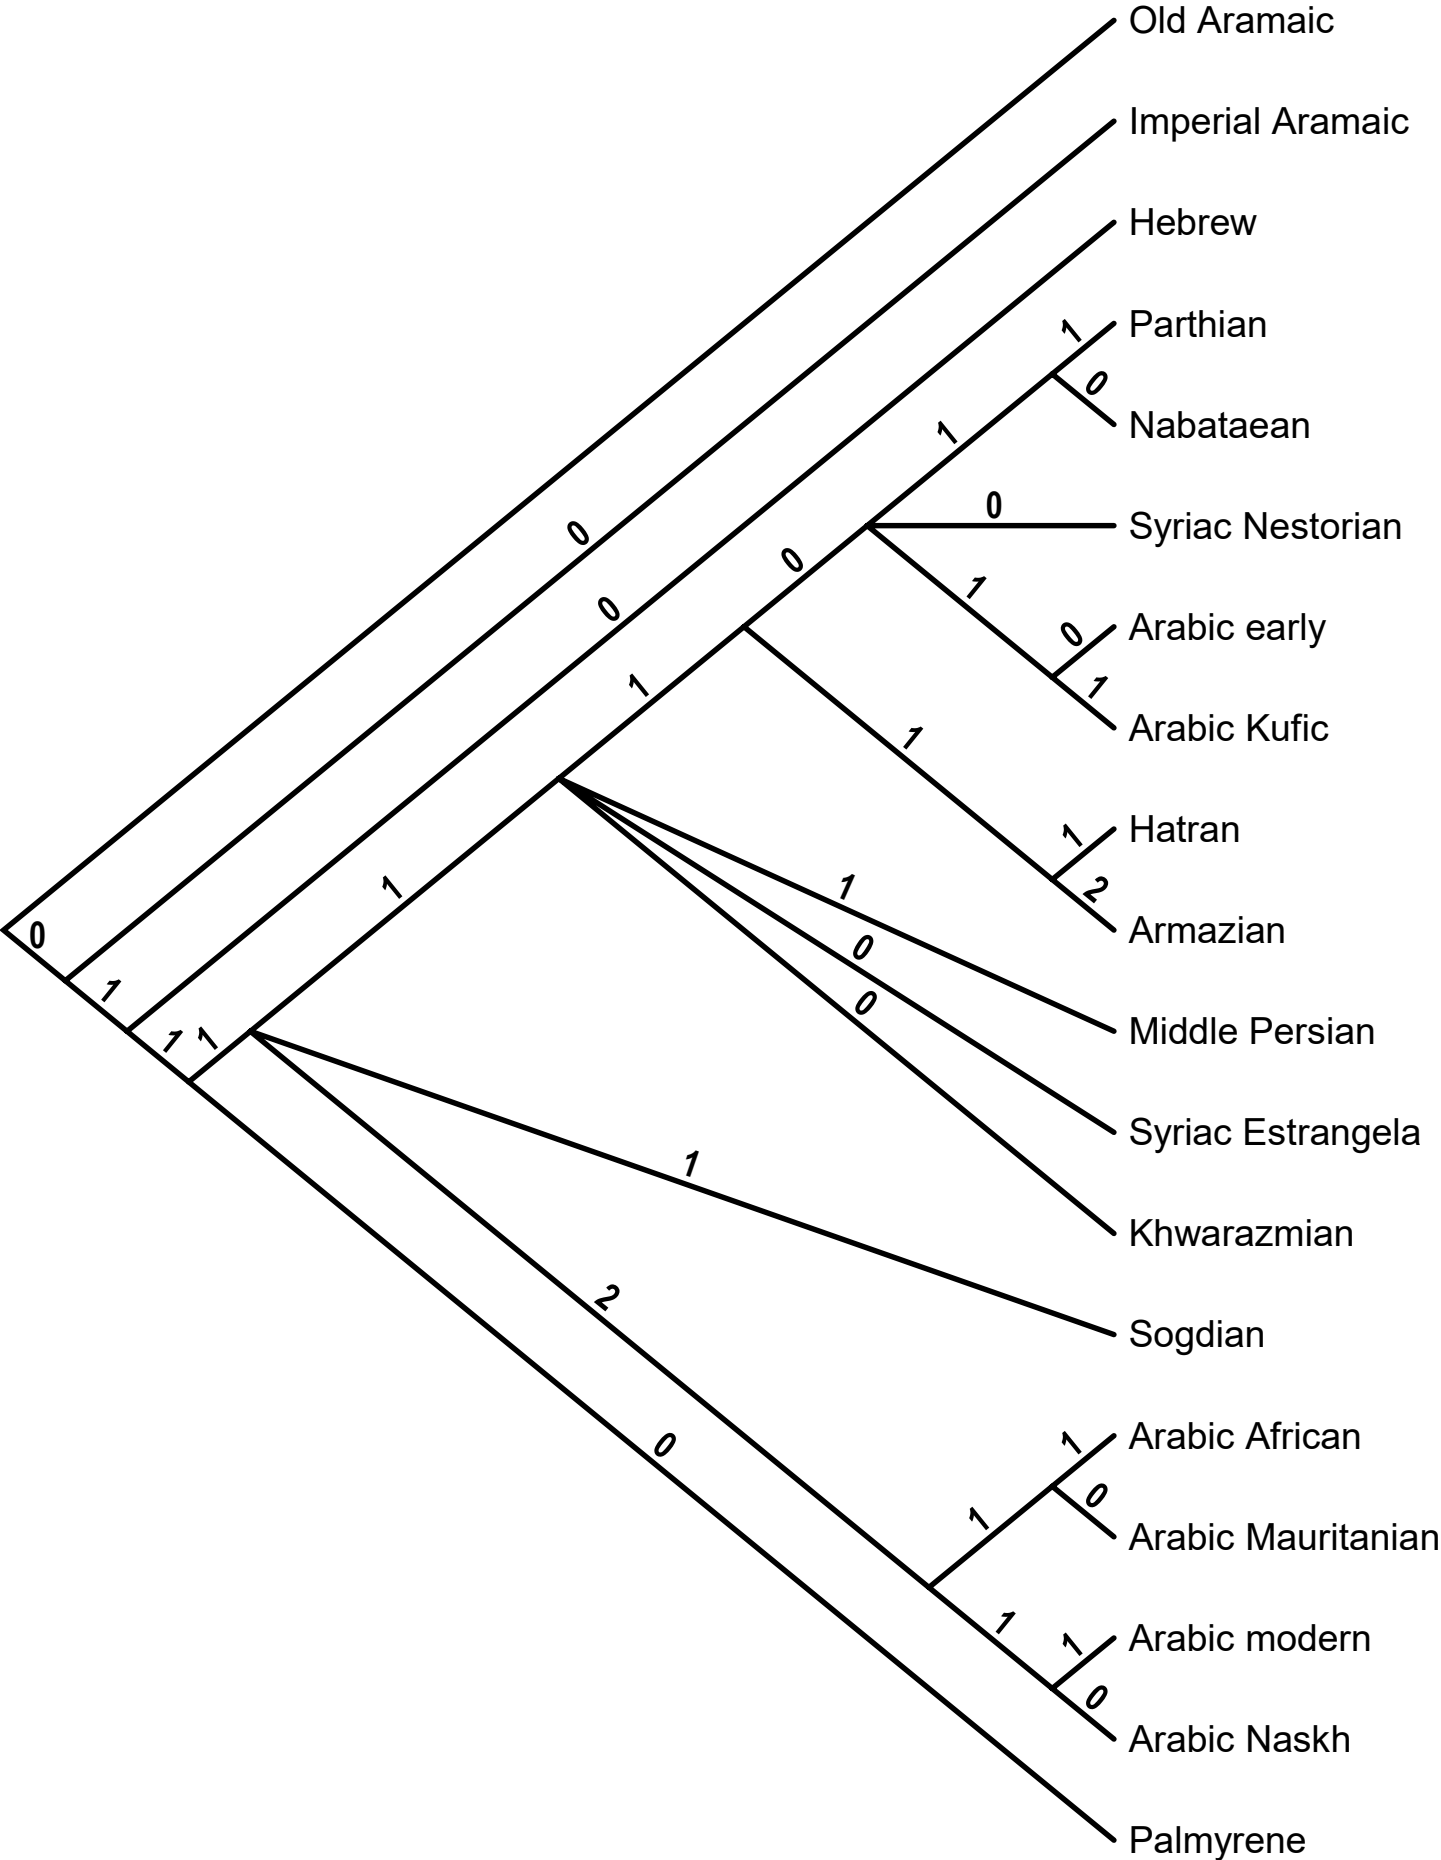 Old Aramaic
Imperial Aramaic
Hebrew
1 Parthian
0 Nabataean
1
0 Syriac Nestorian
0
0
1
0 Arabic early
0
1 Arabic Kufic
1
1
1 Hatran
2 Armazian
1
1
0
0
0
Middle Persian
1
1 1
Syriac Estrangela
1
Khwarazmian
2
Sogdian
0
1 Arabic African
0
1
Arabic Mauritanian
1
1 Arabic modern
0
Arabic Naskh
Palmyrene